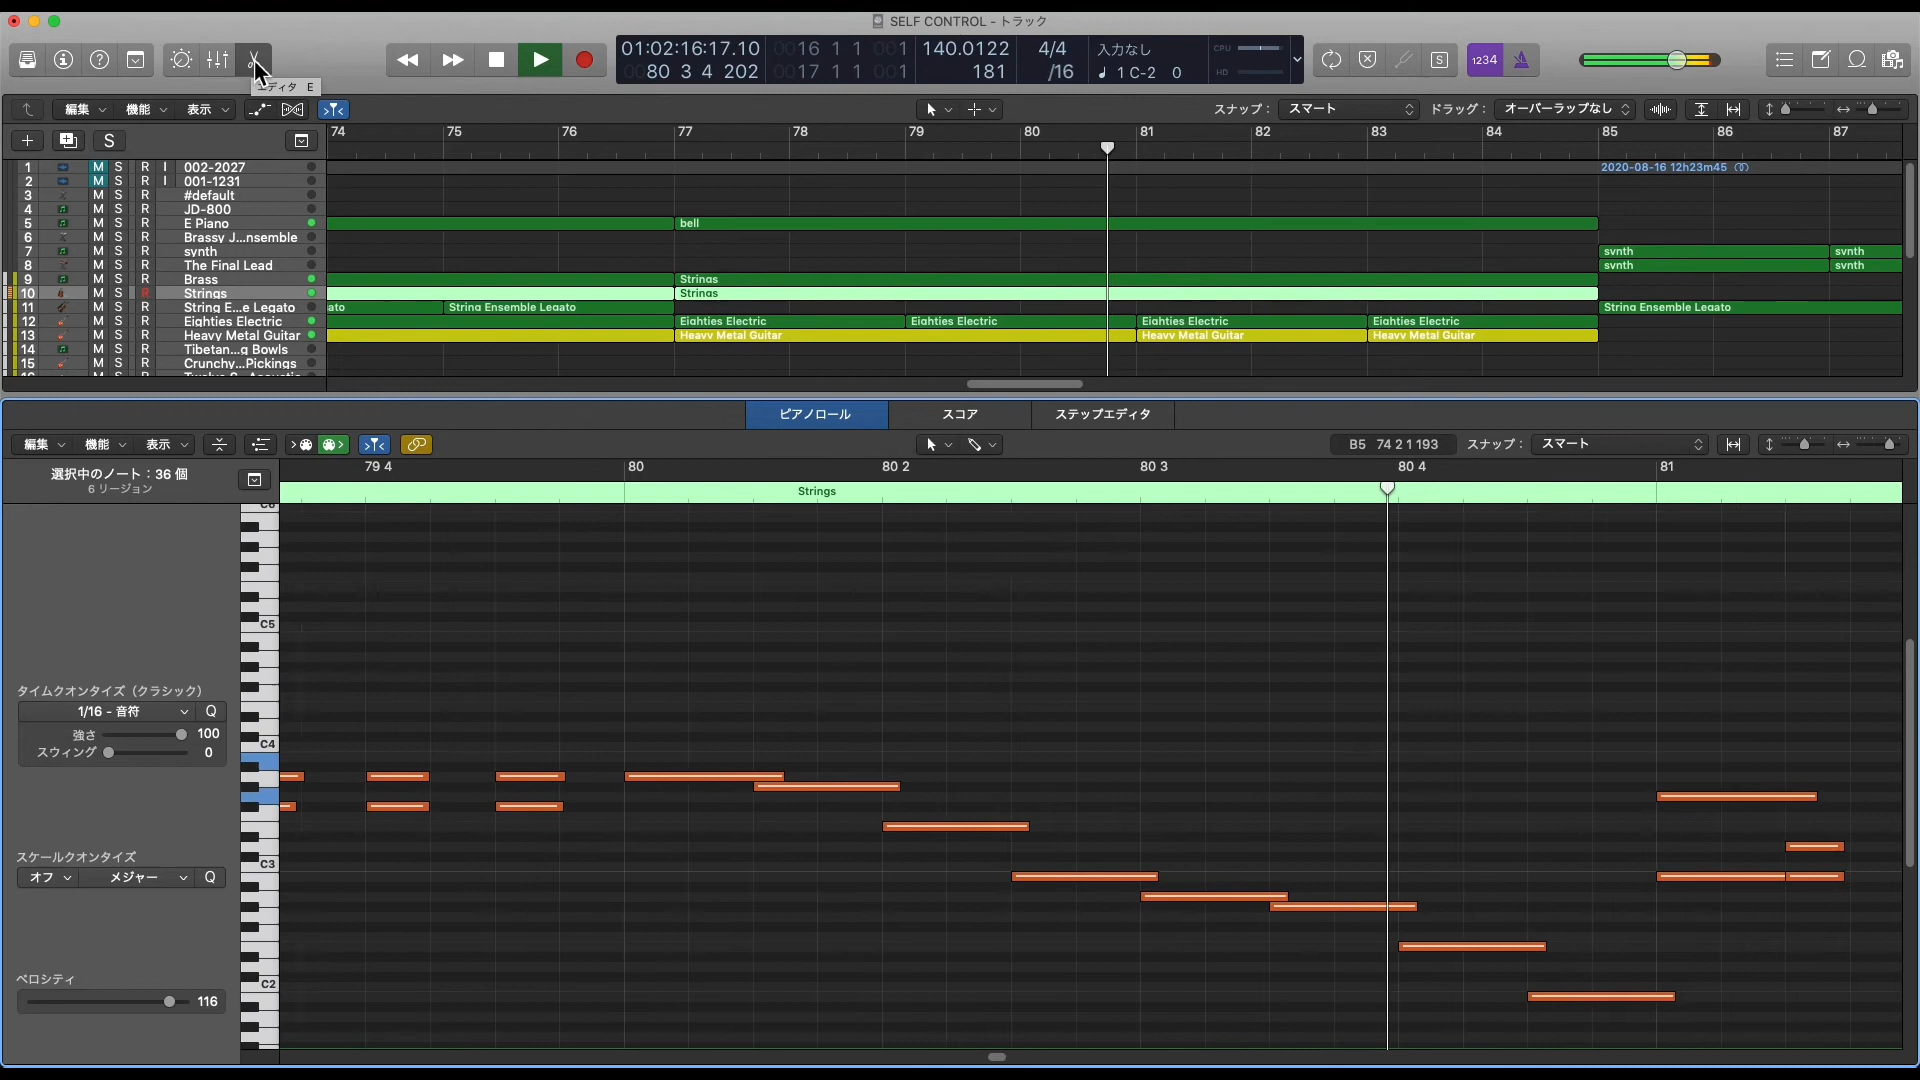 SELF CONTROL - トラック
01:02:16:17.10 0016 1 1 001 140.0122 4/4 入力なし CPU
0080 3 4 202 0017 1 1 001 181 /16 1 C-2 0 HD
S 1234
エディタ E
編集 機能 表示 スナップ： スマート ドラッグ： オーバーラップなし
S 74 75 76 77 78 79 80 81 82 83 84 85 86 87
1 M S R I 002-2027 2020-08-16 12h23m45
2 M S R I 001-1231
3 M S R #default
4 M S R JD-800
5 M S R E Piano bell
6 M S R Brassy J...nsemble
7 M S R synth synth synth
8 M S R The Final Lead synth synth
9 M S R Brass Strings
10 M S R Strings Strings
11 M S R String E...e Legato ato String Ensemble Legato String Ensemble Legato
12 M S R Eighties Electric Eighties Electric Eighties Electric Eighties Electric Eighties Electric
13 M S R Heavy Metal Guitar Heavy Metal Guitar Heavy Metal Guitar Heavy Metal Guitar
14 M S R Tibetan...g Bowls
15 M S R Crunchy...Pickings
ピアノロール スコア ステップエディタ
編集 機能 表示 B5 74 2 1 193 スナップ： スマート
選択中のノート：36 個 79 4 80 80 2 80 3 80 4 81
6 リージョン
Strings
C6
C5
タイムクオンタイズ（クラシック）
1/16 - 音符 Q
強さ 100
スウィング 0
C4
スケールクオンタイズ
C3
オフ メジャー Q
ベロシティ
C2
116